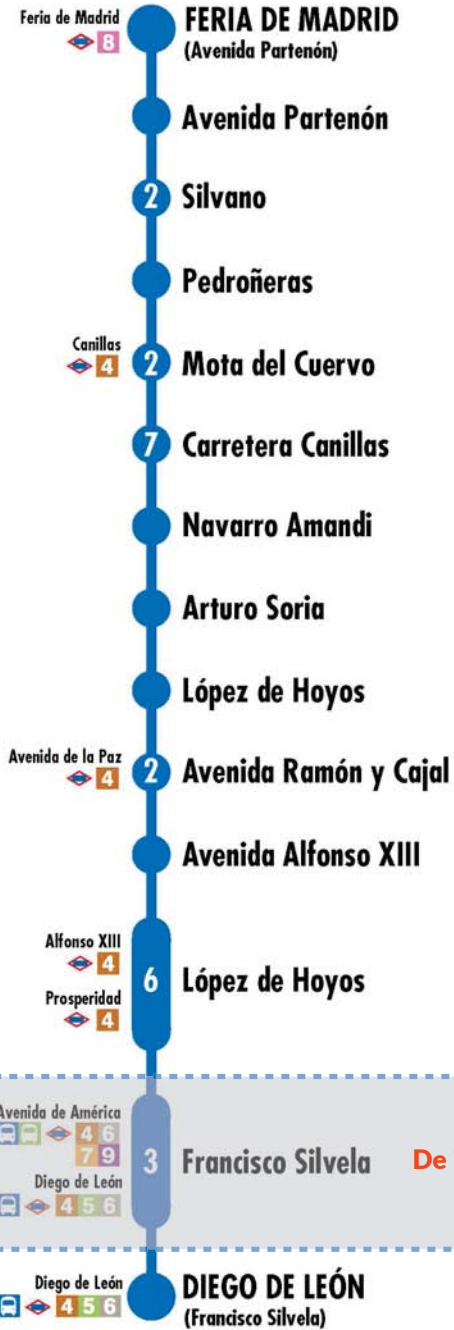 Feria de Madrid
8
FERIA DE MADRID
(Avenida Partenón)
Avenida Partenón
2 Silvano
Pedroñeras
Canillas
4
2 Mota del Cuervo
7 Carretera Canillas
Navarro Amandi
Arturo Soria
López de Hoyos
Avenida de la Paz
4
2 Avenida Ramón y Cajal
Avenida Alfonso XIII
Alfonso XIII
4
Prosperidad
4
6 López de Hoyos
Avenida de América
4 6
7 9
Diego de León
4 5 6
3 Francisco Silvela
De
Diego de León
4 5 6
DIEGO DE LEÓN
(Francisco Silvela)